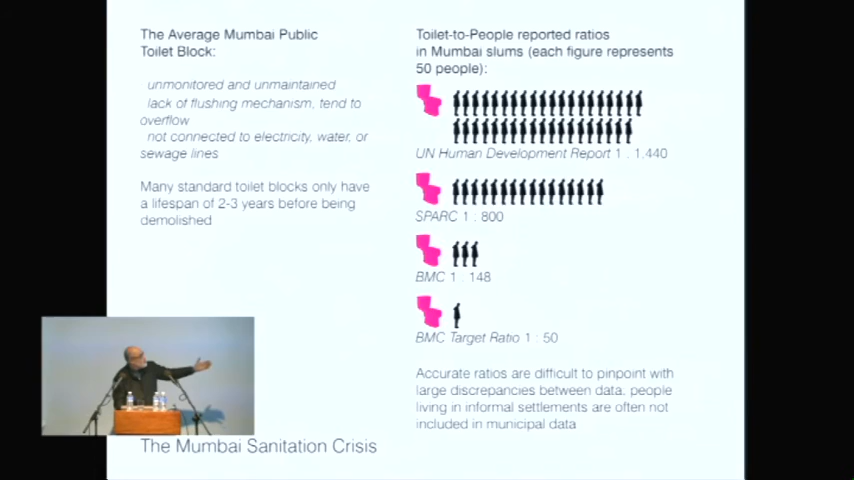 The Average Mumbai Public
Toilet Block:
unmonitored and unmaintained
lack of flushing mechanism, tend to
overflow
not connected to electricity, water, or
sewage lines
Many standard toilet blocks only have
a lifespan of 2-3 years before being
demolished
Toilet-to-People reported ratios
in Mumbai slums (each figure represents
50 people):
UN Human Development Report 1 : 1,440
SPARC 1 : 800
BMC 1 : 148
BMC Target Ratio 1 : 50
Accurate ratios are difficult to pinpoint with
large discrepancies between data, people
living in informal settlements are often not
included in municipal data
The Mumbai Sanitation Crisis